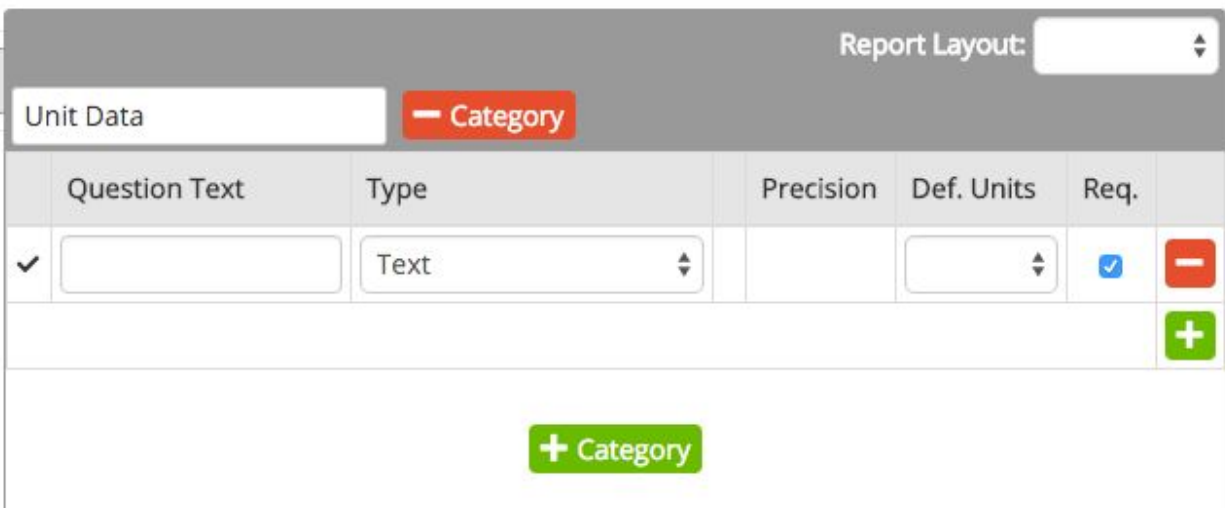 Report Layout:
Unit Data
Category
Question Text Type Precision Def. Units Req.
Text
Category